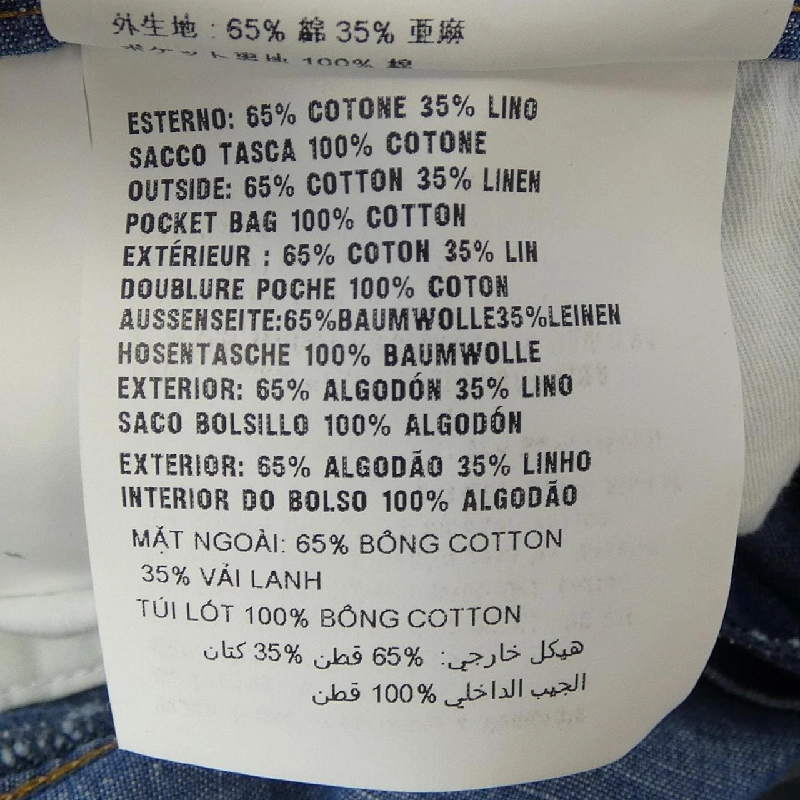 外生地 : 65% 綿 35% 亜麻
ESTERNO: 65% COTONE 35% LINO
SACCO TASCA 100% COTONE
OUTSIDE: 65% COTTON 35% LINEN
POCKET BAG 100% COTTON
EXTÉRIEUR : 65% COTON 35% LIN
DOUBLURE POCHE 100% COTON
AUSSENSEITE:65%BAUMWOLLE35%LEINEN
HOSENTASCHE 100% BAUMWOLLE
EXTERIOR: 65% ALGODÓN 35% LINO
SACO BOLSILLO 100% ALGODÓN
EXTERIOR: 65% ALGODÃO 35% LINHO
INTERIOR DO BOLSO 100% ALGODÃO
MẶT NGOÀI: 65% BÔNG COTTON
35% VẢI LANH
TÚI LÓT 100% BÔNG COTTON
هيكل خارجي: %65 قطن %35 كتان
الجيب الداخلي %100 قطن